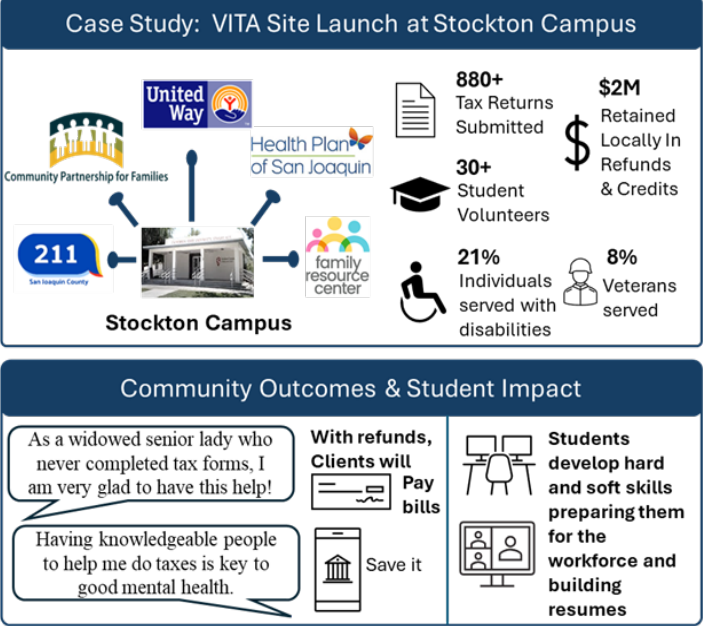 Case Study: VITA Site Launch at Stockton Campus
United
Way
Community Partnership for Families
Health Plan
of San Joaquin
211
San Joaquin County
family
resource
center
Stockton Campus
880+
Tax Returns
Submitted
$2M
Retained
Locally In
Refunds
& Credits
$
30+
Student
Volunteers
21%
Individuals
served with
disabilities
8%
Veterans
served
Community Outcomes & Student Impact
As a widowed senior lady who
never completed tax forms, I
am very glad to have this help!
Having knowledgeable people
to help me do taxes is key to
good mental health.
With refunds,
Clients will
Pay
bills
Save it
Students
develop hard
and soft skills
preparing them
for the
workforce and
building
resumes